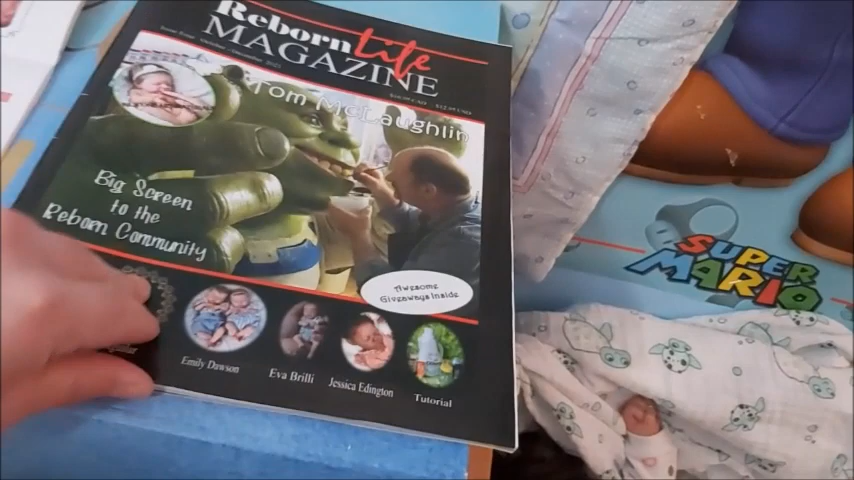 Reborn Life
MAGAZINE
Tom McLaughlin
Big Screen
to the
Reborn Community
Awesome
Giveaways Inside
Emily Dawson
Eva Brilli
Jessica Edington
Tutorial
SUPER
MARIO